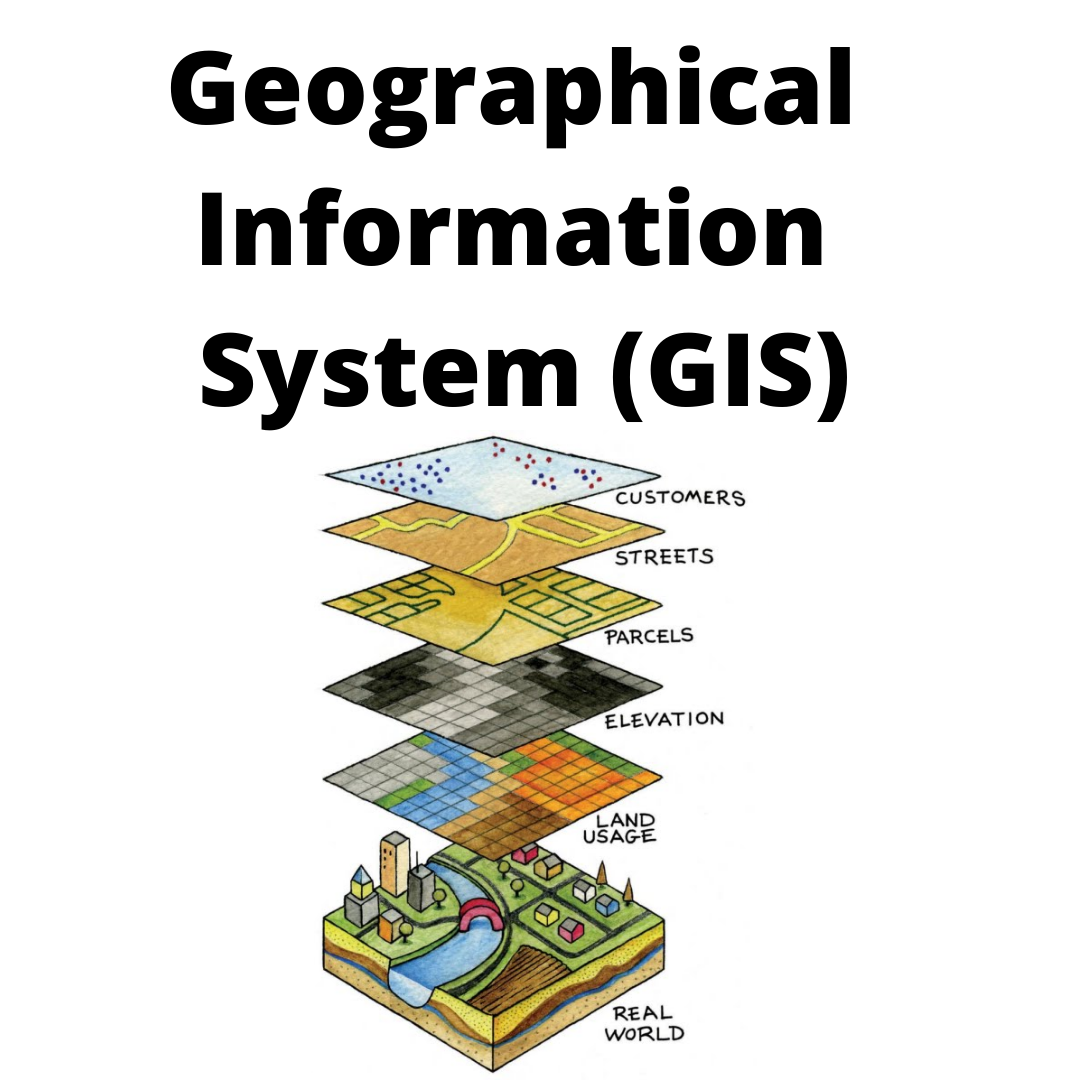 Geographical
Information
System (GIS)
CUSTOMERS
STREETS
PARCELS
ELEVATION
LAND
USAGE
REAL
WORLD